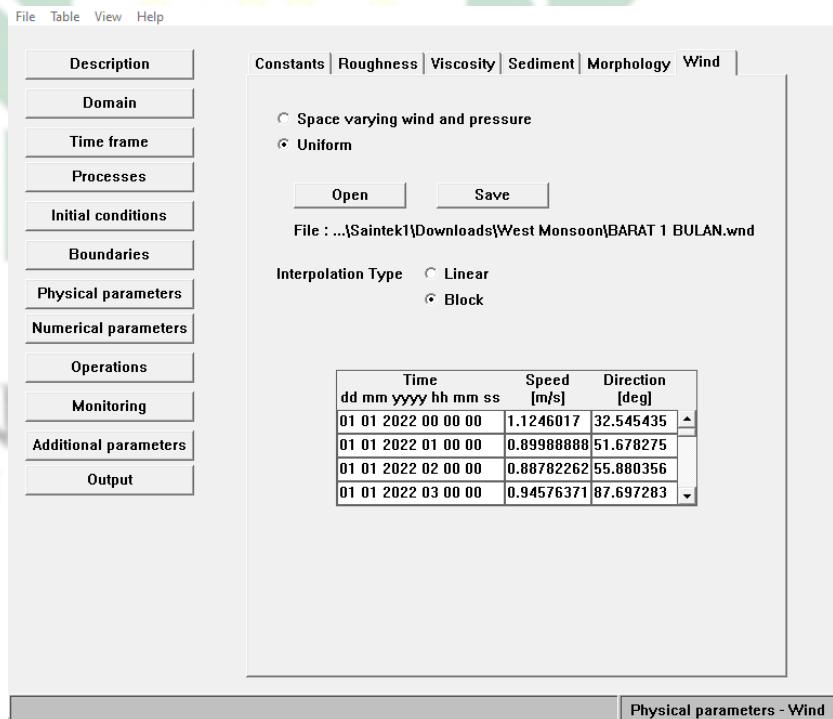 File Table View Help
Description
Domain
Time frame
Processes
Initial conditions
Boundaries
Physical parameters
Numerical parameters
Operations
Monitoring
Additional parameters
Output
Constants Roughness Viscosity Sediment Morphology Wind
Space varying wind and pressure
Uniform
Open Save
File : ...\Saintek1\Downloads\West Monsoon\BARAT 1 BULAN.wnd
Interpolation Type Linear
Block
Time Speed Direction
dd mm yyyy hh mm ss [m/s] [deg]
01 01 2022 00 00 00 1.1246017 32.545435
01 01 2022 01 00 00 0.89988888 51.678275
01 01 2022 02 00 00 0.88782262 55.880356
01 01 2022 03 00 00 0.94576371 87.697283
Physical parameters - Wind